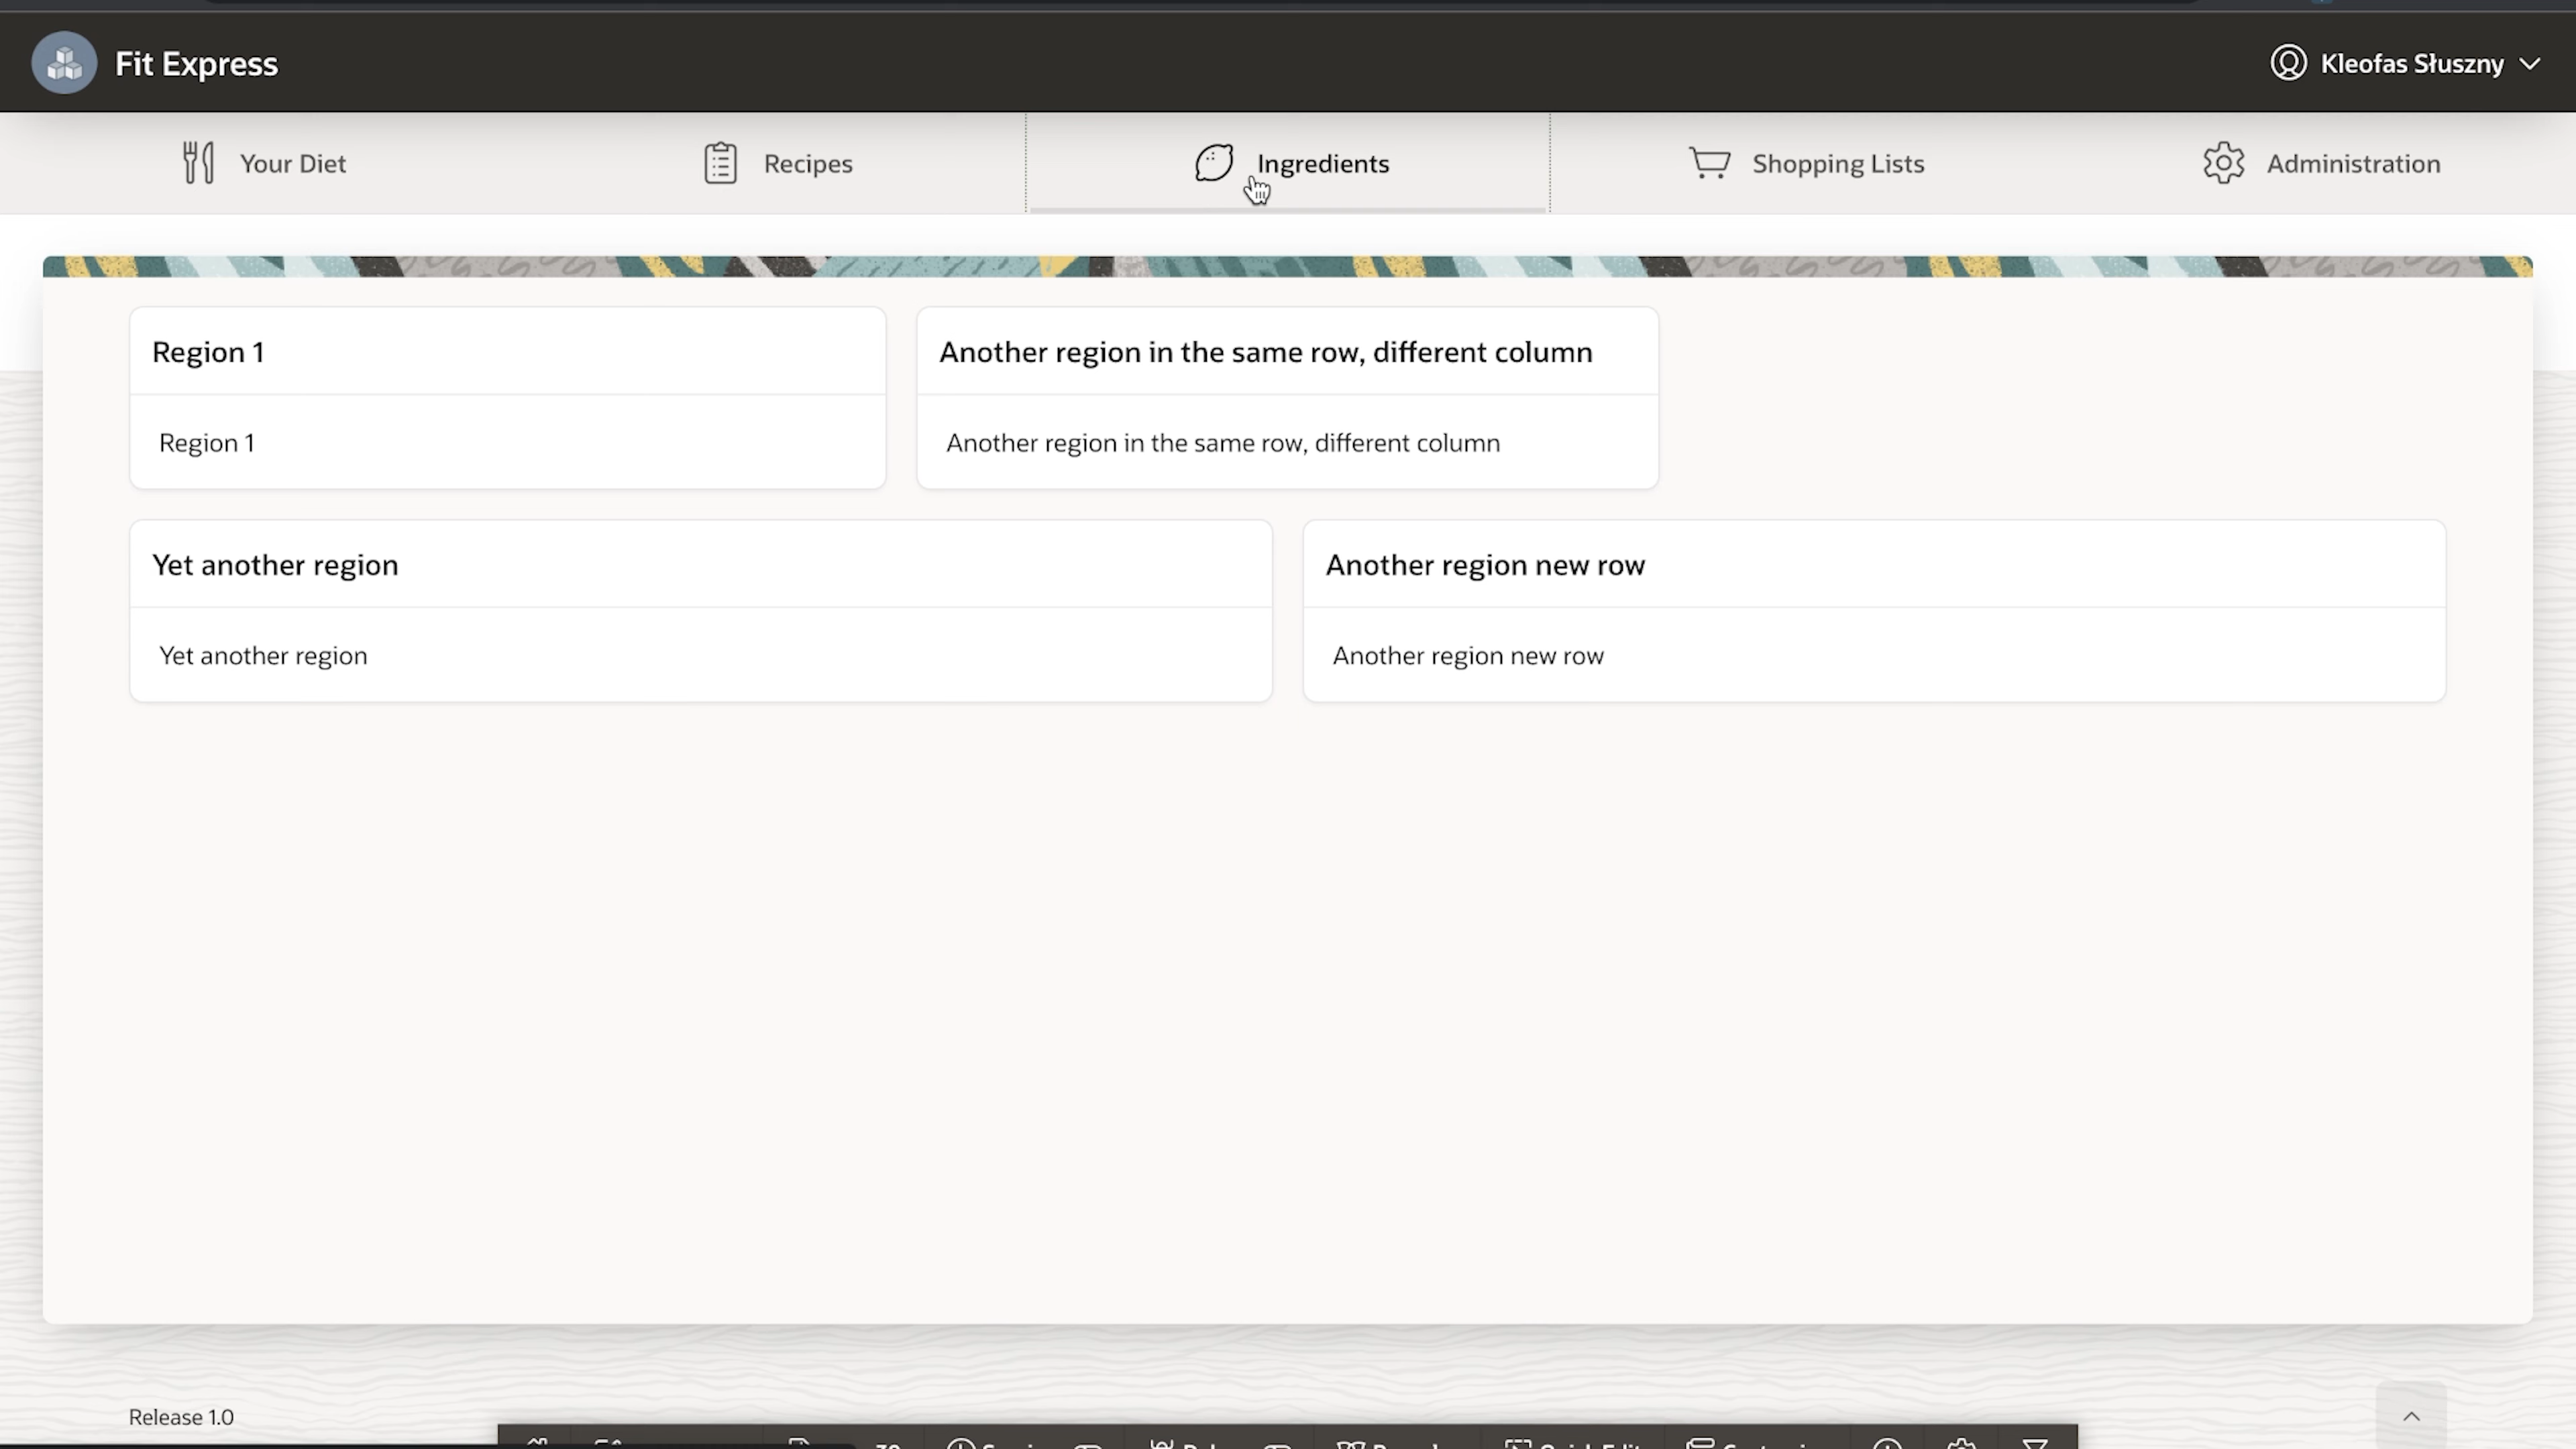 Fit Express
Kleofas Słuszny
Your Diet
Recipes
Ingredients
Shopping Lists
Administration
Region 1
Another region in the same row, different column
Region 1
Another region in the same row, different column
Yet another region
Another region new row
Yet another region
Another region new row
Release 1.0
Quick Edit